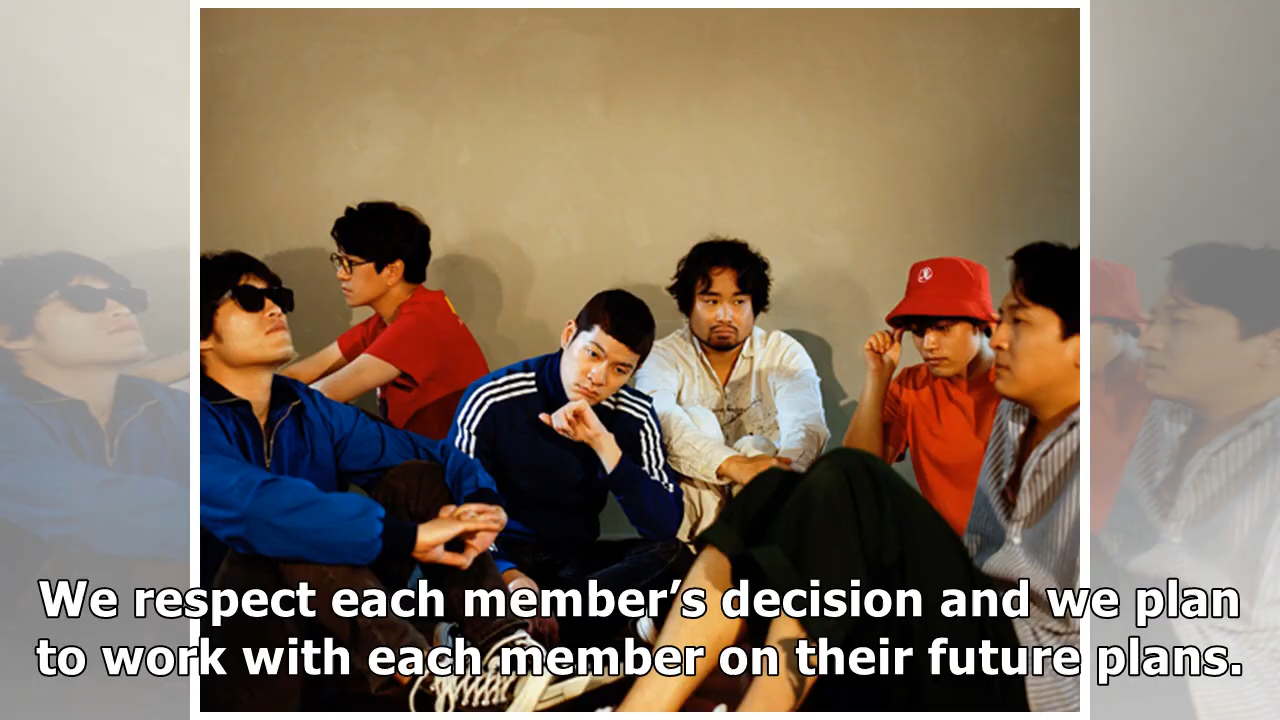 We respect each member’s decision and we plan
to work with each member on their future plans.